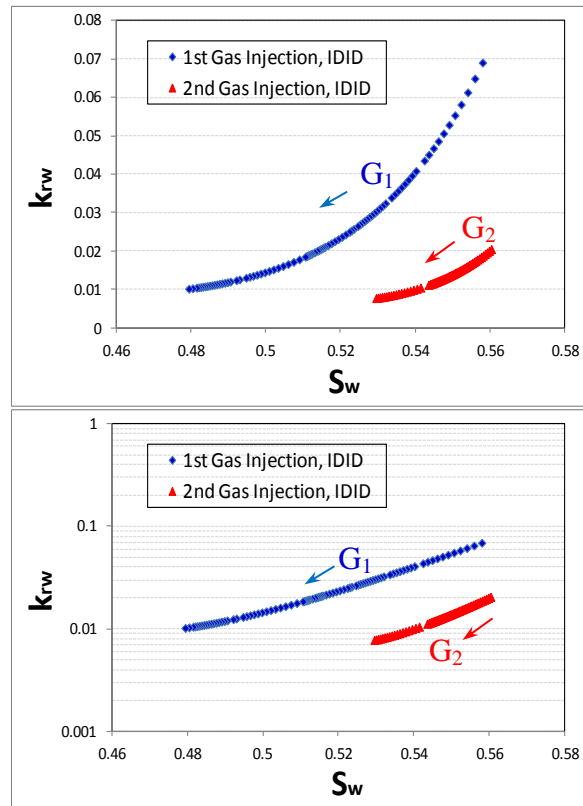 0.08
0.07
0.06
0.05
0.04
0.03
0.02
0.01
0
krw
1st Gas Injection, IDID
2nd Gas Injection, IDID
G1
G2
0.46 0.48 0.5 0.52 0.54 0.56 0.58
Sw
1
0.1
0.01
0.001
krw
1st Gas Injection, IDID
2nd Gas Injection, IDID
G1
G2
0.46 0.48 0.5 0.52 0.54 0.56 0.58
Sw